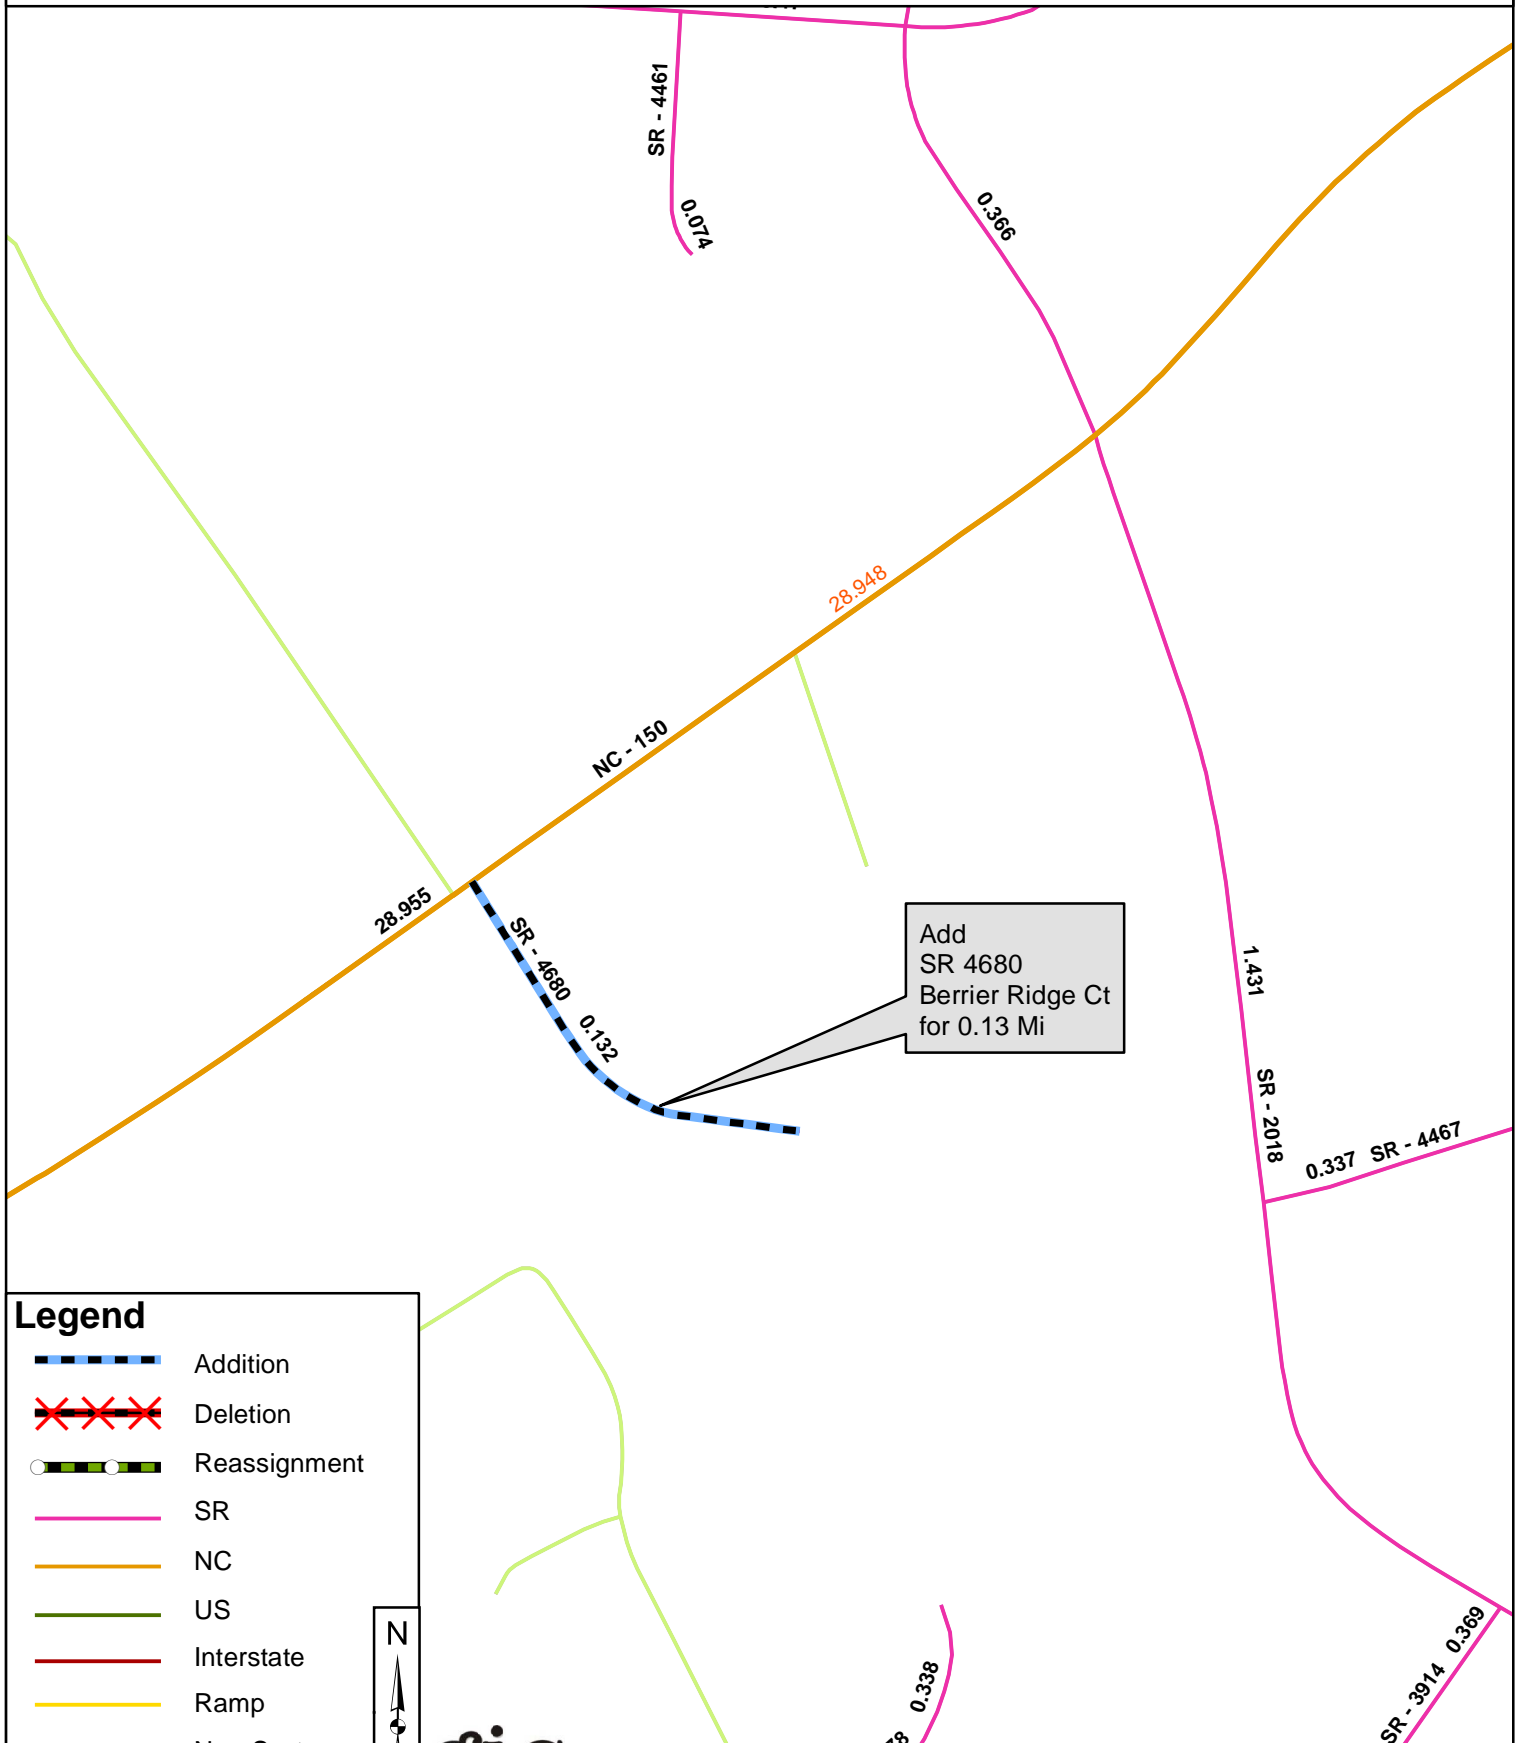 SR - 4461
0.074
0.366
28.948
NC - 150
28.955
SR - 4680
0.132
Add
SR 4680
Berrier Ridge Ct
for 0.13 Mi
1.431
SR - 2018
0.337 SR - 4467
Legend
Addition
Deletion
Reassignment
SR
NC
US
Interstate
Ramp
N
0.338
SR - 3914 0.369